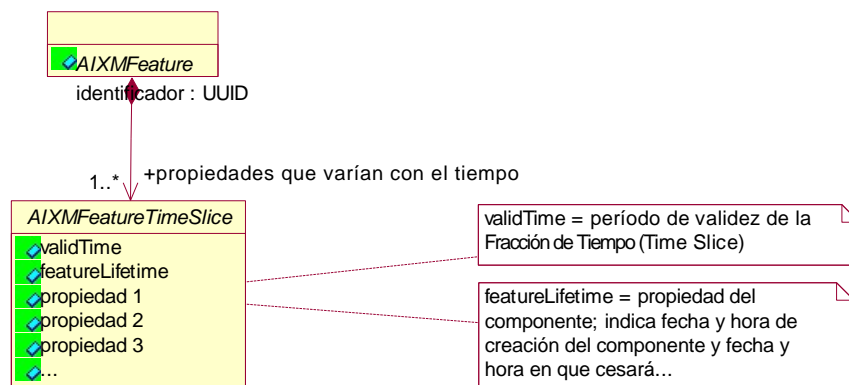 AIXMFeature
identificador : UUID
1..*
+propiedades que varían con el tiempo
AIXMFeatureTimeSlice
validTime
featureLifetime
propiedad 1
propiedad 2
propiedad 3
...
validTime = período de validez de la
Fracción de Tiempo (Time Slice)
featureLifetime = propiedad del
componente; indica fecha y hora de
creación del componente y fecha y
hora en que cesará...